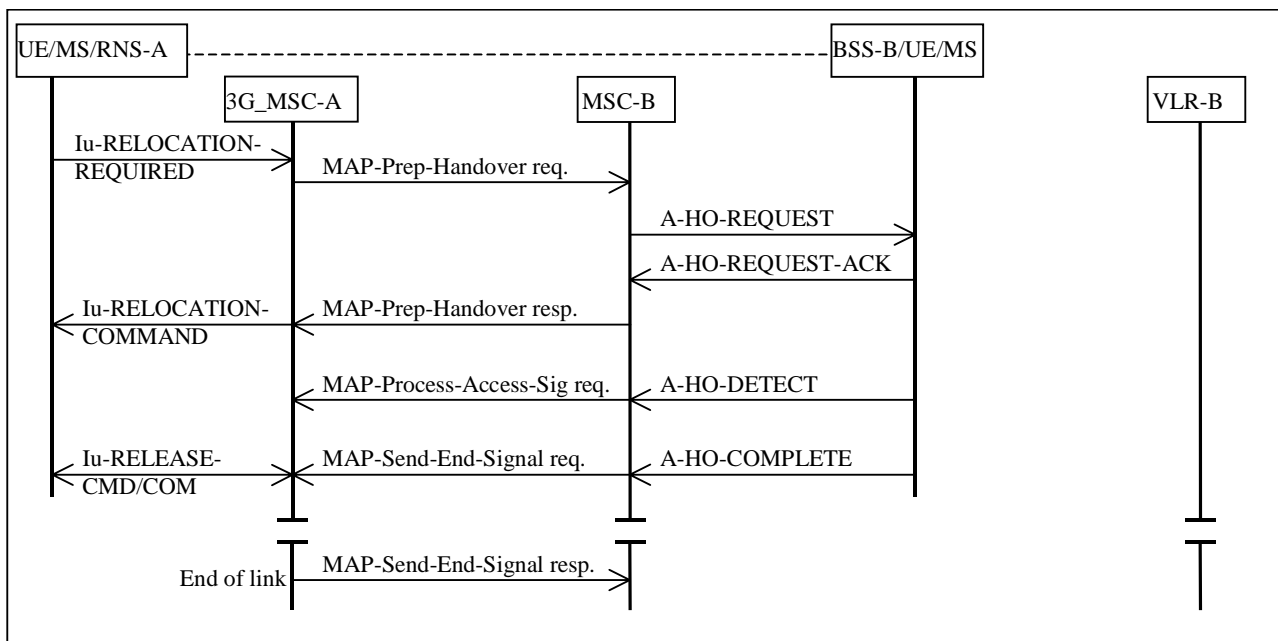 UE/MS/RNS-A
BSS-B/UE/MS
3G_MSC-A
MSC-B
VLR-B
Iu-RELOCATION-
REQUIRED
MAP-Prep-Handover req.
A-HO-REQUEST
A-HO-REQUEST-ACK
Iu-RELOCATION-
COMMAND
MAP-Prep-Handover resp.
MAP-Process-Access-Sig req.
A-HO-DETECT
Iu-RELEASE-
CMD/COM
MAP-Send-End-Signal req.
A-HO-COMPLETE
End of link
MAP-Send-End-Signal resp.